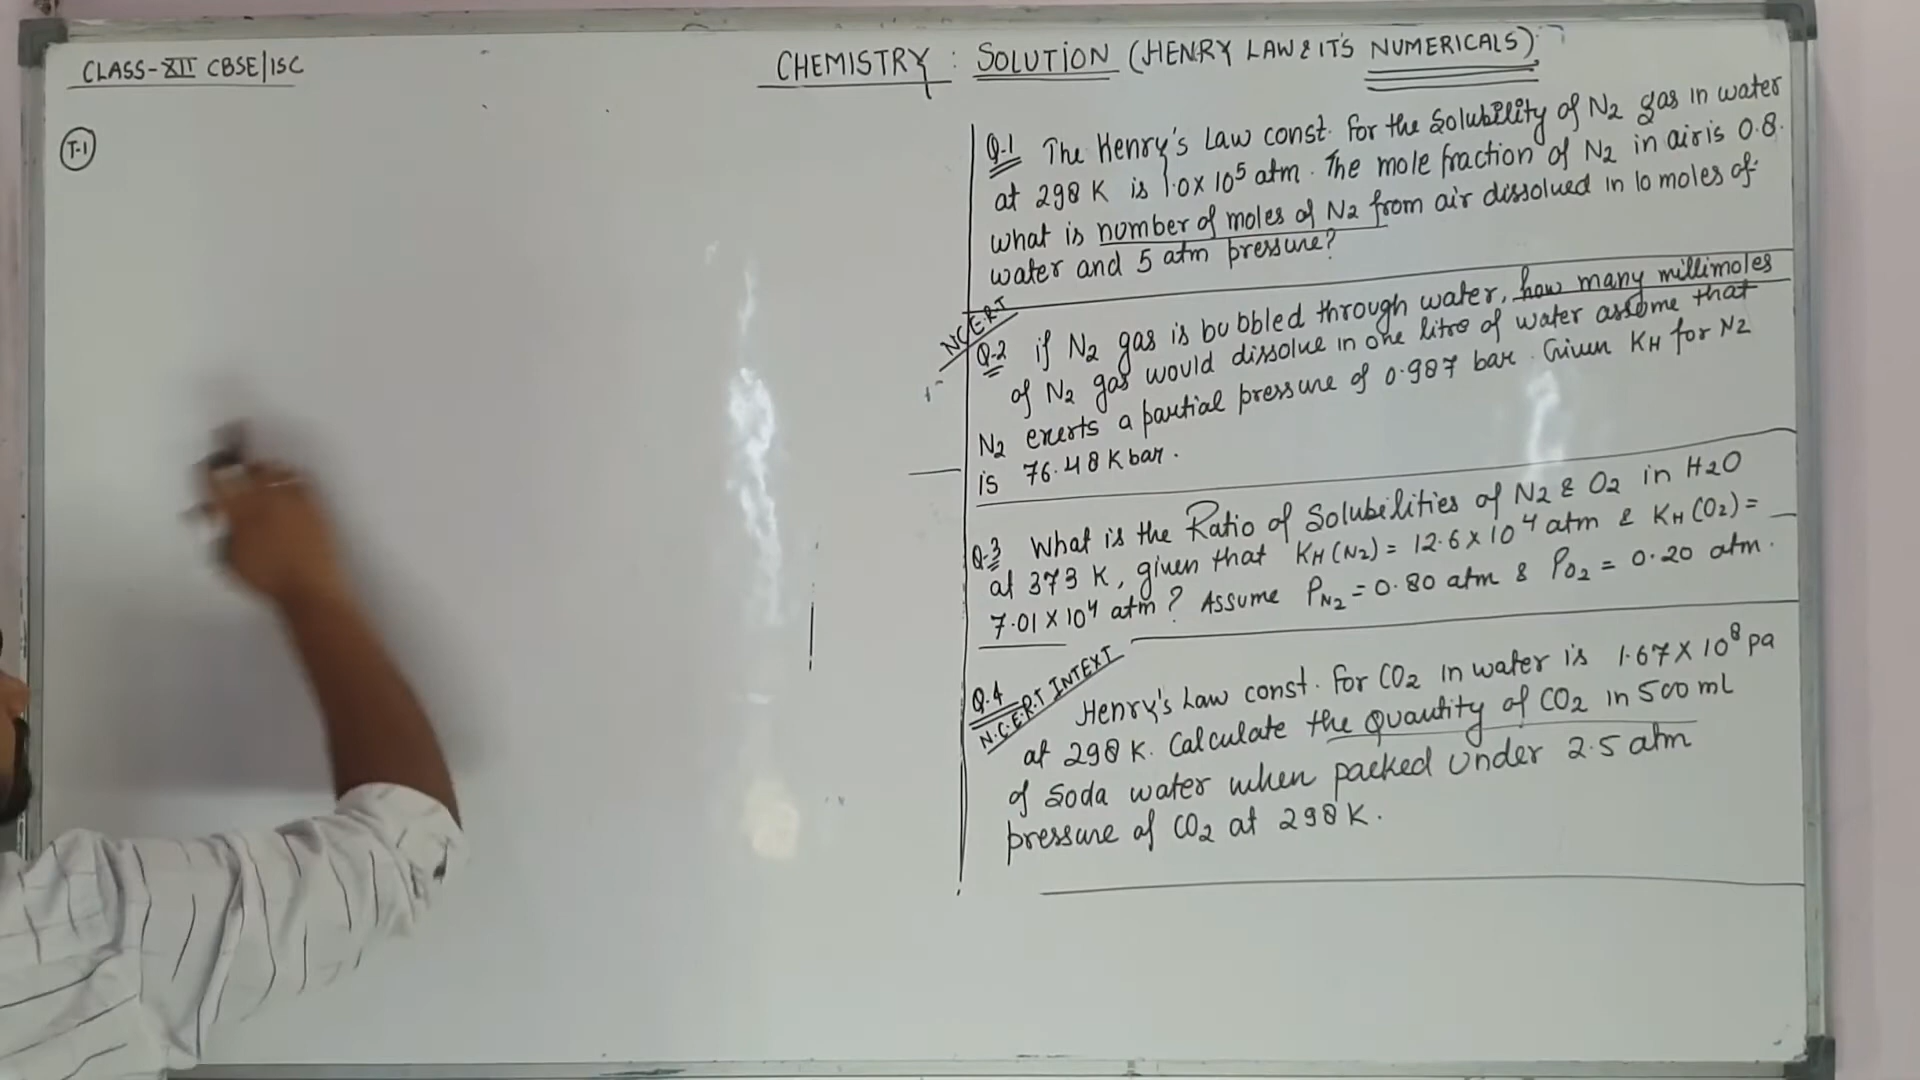 CLASS-XII CBSE/ISC
CHEMISTRY : SOLUTION (HENRY LAW & IT'S NUMERICALS)
T-1
Q.1 The Henry's Law const. for the solubility of N2 gas in water
at 298 K is 1.0 x 10^5 atm. The mole fraction of N2 in air is 0.8.
what is number of moles of N2 from air dissolved in 10 moles of
water and 5 atm pressure?
N.C.E.R.T
Q.2 if N2 gas is bubbled through water, how many millimoles
of N2 gas would dissolve in one litre of water assome that
N2 exerts a partial pressure of 0.987 bar. Given KH for N2
is 76.48 K bar.
Q.3 What is the Ratio of Solubilities of N2 & O2 in H2O
at 373 K, given that KH (N2) = 12.6 x 10^4 atm & KH (O2) =
7.01 x 10^4 atm? Assume PN2 = 0.80 atm & PO2 = 0.20 atm.
Q.4
N.C.E.R.T INTEXT
Henry's Law const. for CO2 in water is 1.67 x 10^8 pa
at 298 K. Calculate the quantity of CO2 in 500 mL
of Soda water when packed under 2.5 atm
pressure of CO2 at 298 K.